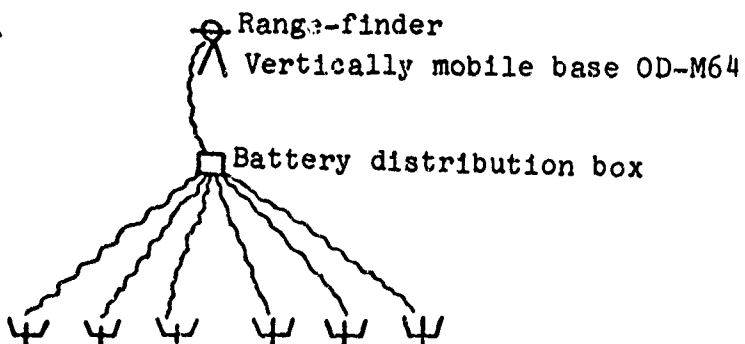 Range-finder
Vertically mobile base OD-M64
Battery distribution box